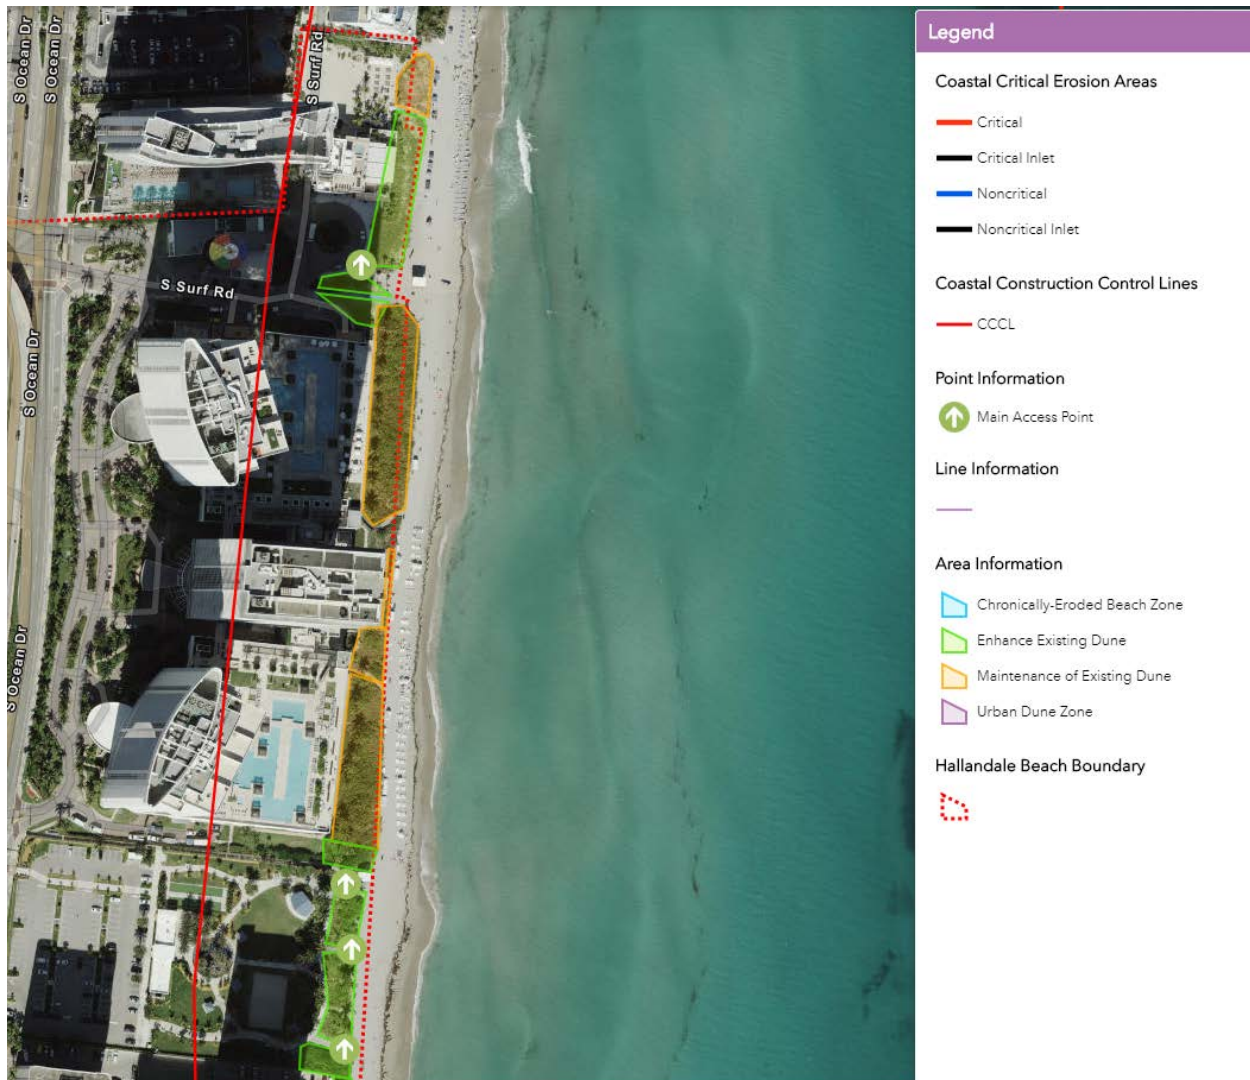 S Ocean Dr
S Ocean Dr
S Surf Rd
S Surf Rd
S Ocean Dr
S Ocean Dr
Legend
Coastal Critical Erosion Areas
Critical
Critical Inlet
Noncritical
Noncritical Inlet
Coastal Construction Control Lines
CCCL
Point Information
Main Access Point
Line Information
Area Information
Chronically-Eroded Beach Zone
Enhance Existing Dune
Maintenance of Existing Dune
Urban Dune Zone
Hallandale Beach Boundary